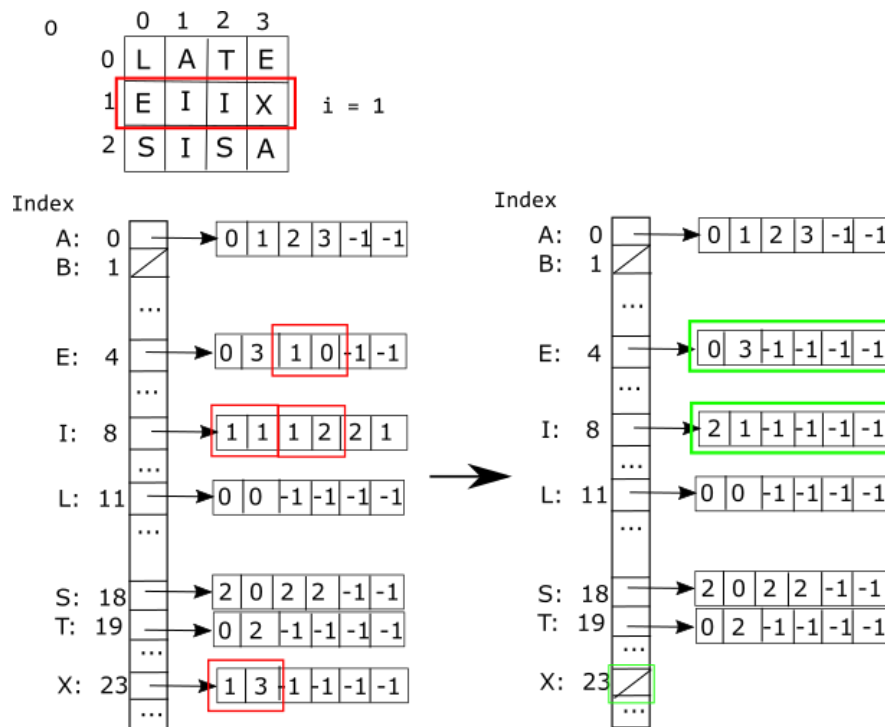 0 0 1 2 3
0 L A T E
1 E I I X i = 1
2 S I S A
Index
A: 0 0 1 2 3 -1 -1
B: 1
...
E: 4 0 3 1 0 -1 -1
...
I: 8 1 1 1 2 2 1
...
L: 11 0 0 -1 -1 -1 -1
...
S: 18 2 0 2 2 -1 -1
T: 19 0 2 -1 -1 -1 -1
...
X: 23 1 3 -1 -1 -1 -1
...
Index
A: 0 0 1 2 3 -1 -1
B: 1
...
E: 4 0 3 -1 -1 -1 -1
...
I: 8 2 1 -1 -1 -1 -1
...
L: 11 0 0 -1 -1 -1 -1
...
S: 18 2 0 2 2 -1 -1
T: 19 0 2 -1 -1 -1 -1
...
X: 23
...